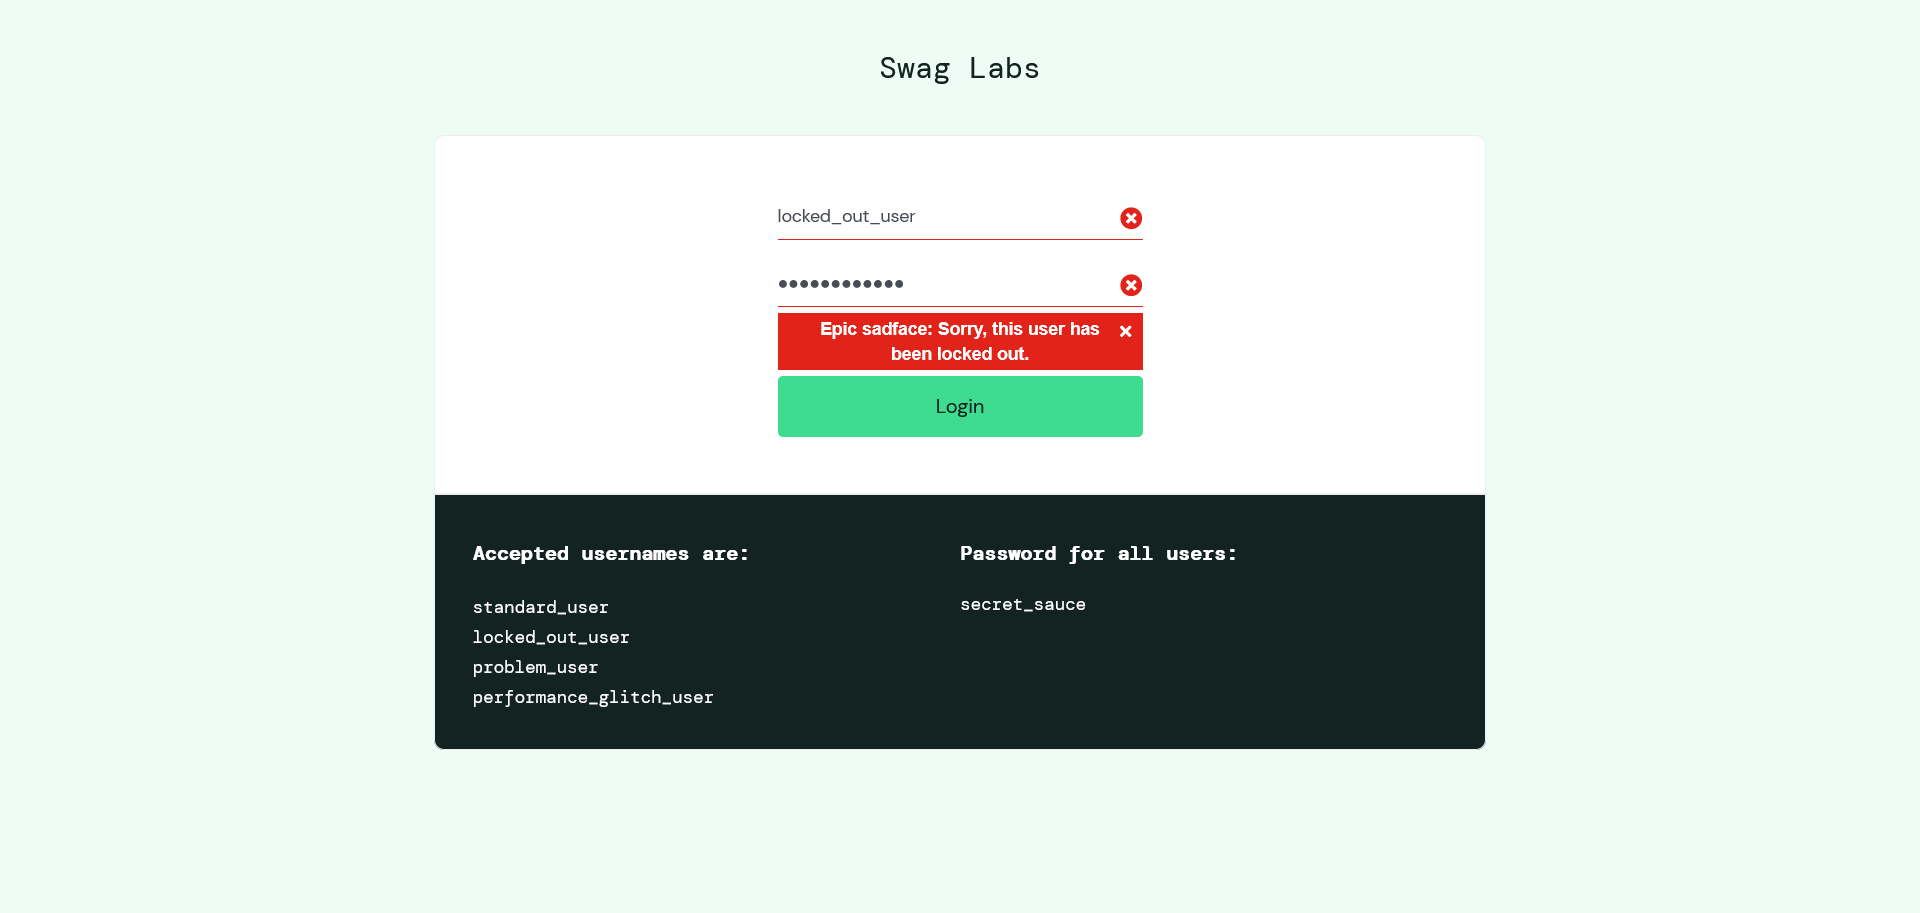 Swag Labs
locked_out_user
••••••••••••
Epic sadface: Sorry, this user has
been locked out.
Login
Accepted usernames are:
standard_user
locked_out_user
problem_user
performance_glitch_user
Password for all users:
secret_sauce